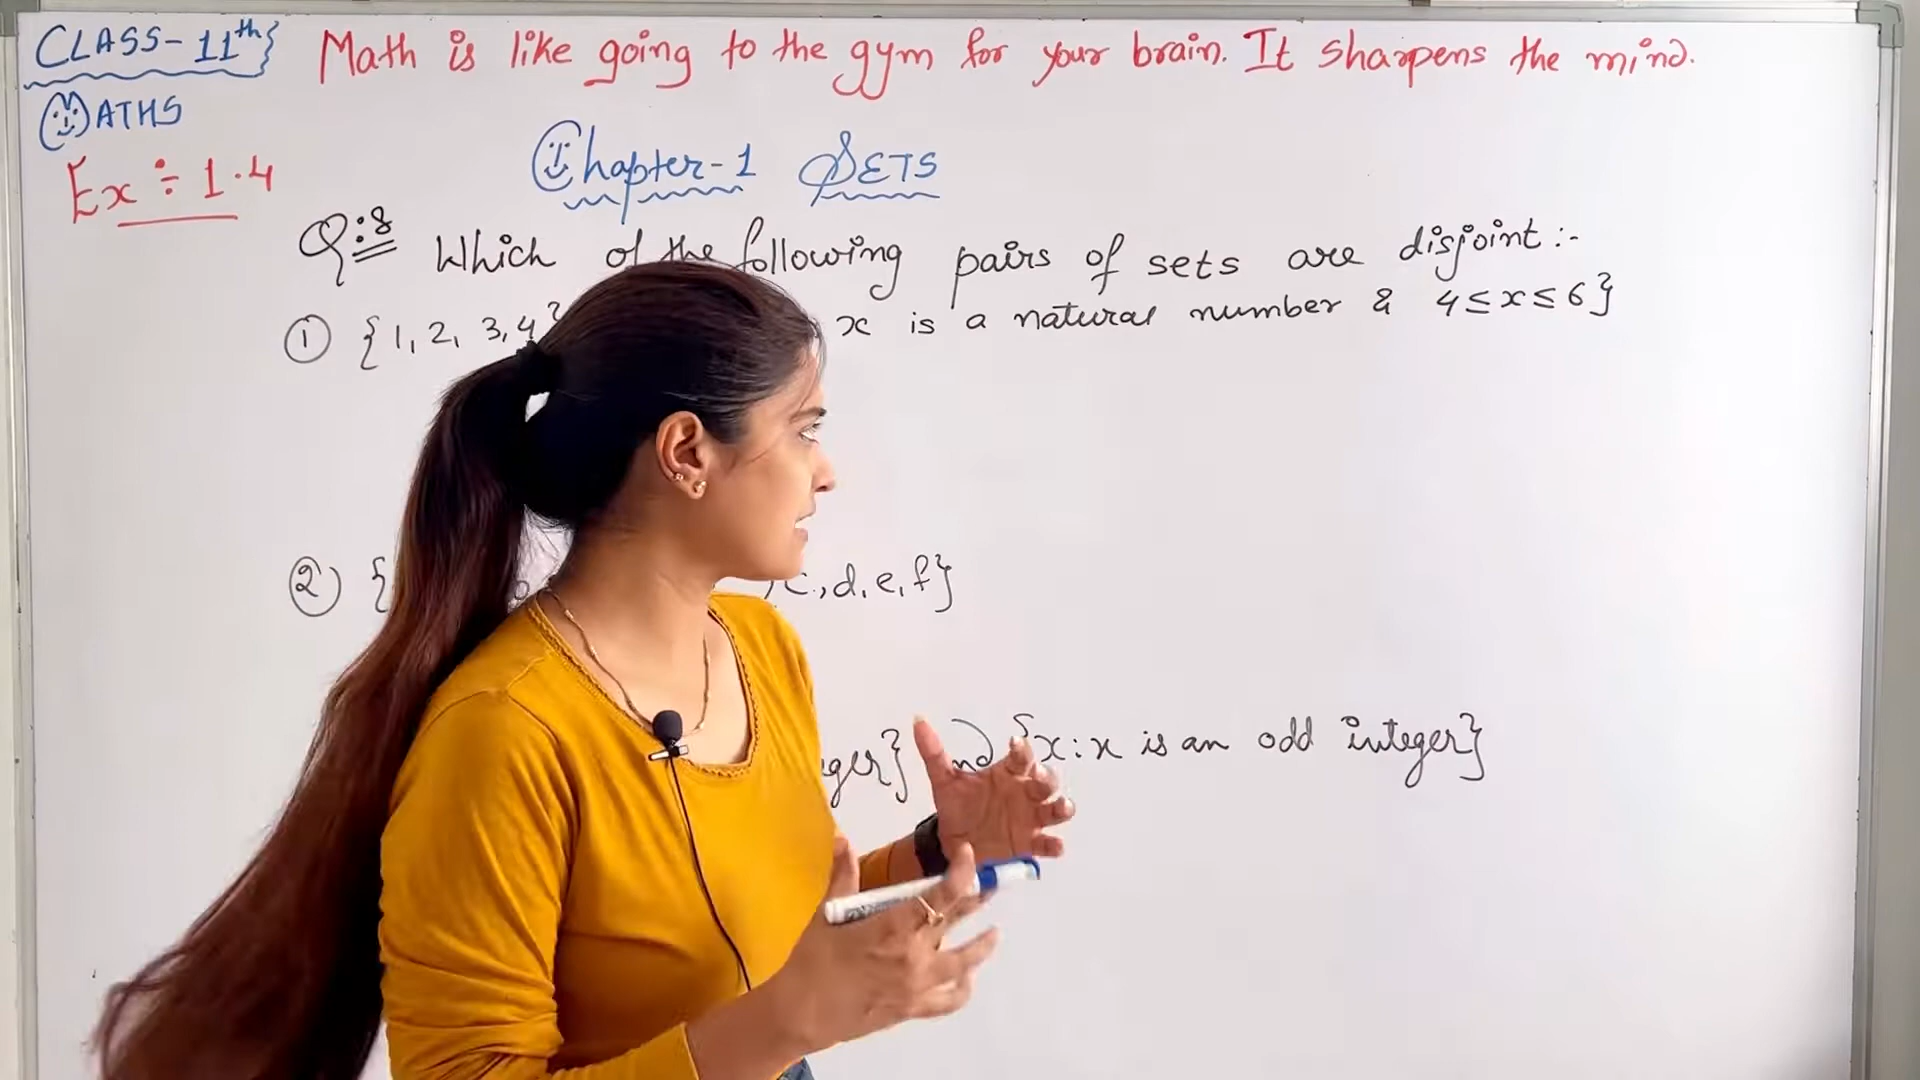 CLASS-11th} Math is like going to the gym for your brain. It sharpens the mind.
MATHS
Chapter-1 SETS
Ex÷1.4
Q:8 Which of the following pairs of sets are disjoint :-
① {1, 2, 3, 4} x is a natural number & 4≤x≤6}
② { c, d, e, f}
} and {x:x is an odd integer}